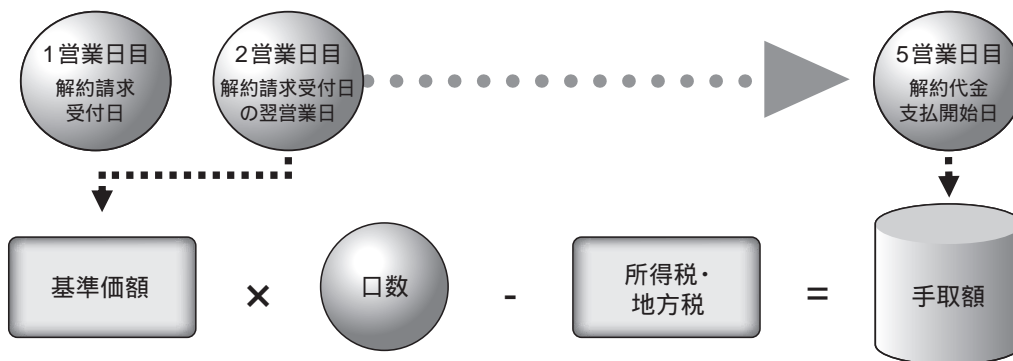 1営業日目
解約請求
受付日
2営業日目
解約請求受付日
の翌営業日
5営業日目
解約代金
支払開始日
基準価額
×
口数
-
所得税・
地方税
=
手取額